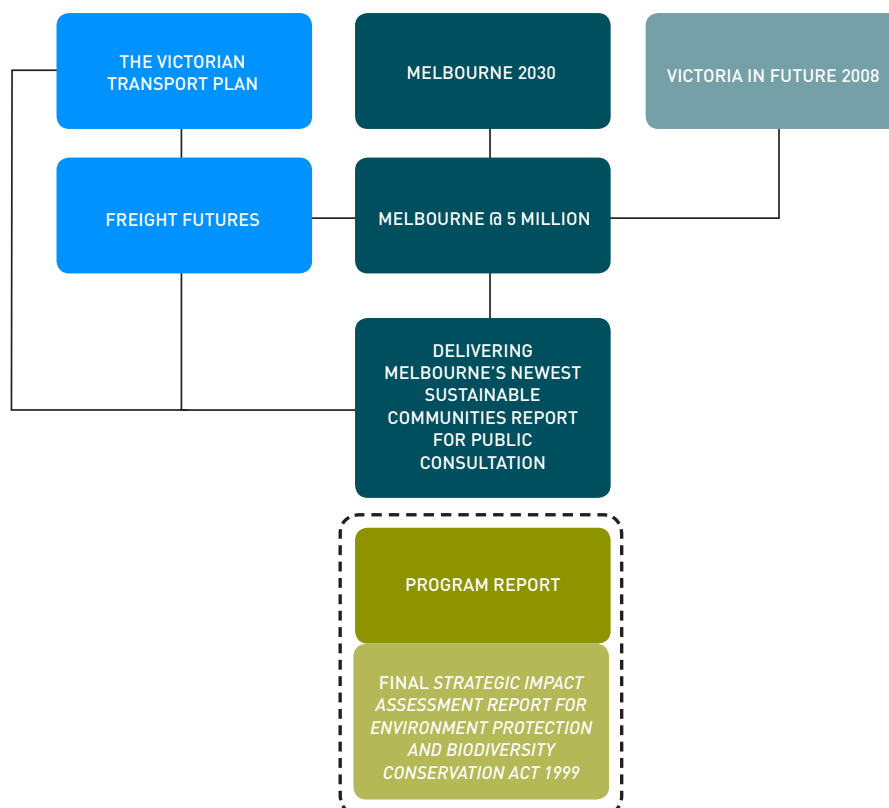 THE VICTORIAN
TRANSPORT PLAN
MELBOURNE 2030
VICTORIA IN FUTURE 2008
FREIGHT FUTURES
MELBOURNE @ 5 MILLION
DELIVERING
MELBOURNE’S NEWEST
SUSTAINABLE
COMMUNITIES REPORT
FOR PUBLIC
CONSULTATION
PROGRAM REPORT
FINAL STRATEGIC IMPACT
ASSESSMENT REPORT FOR
ENVIRONMENT PROTECTION
AND BIODIVERSITY
CONSERVATION ACT 1999